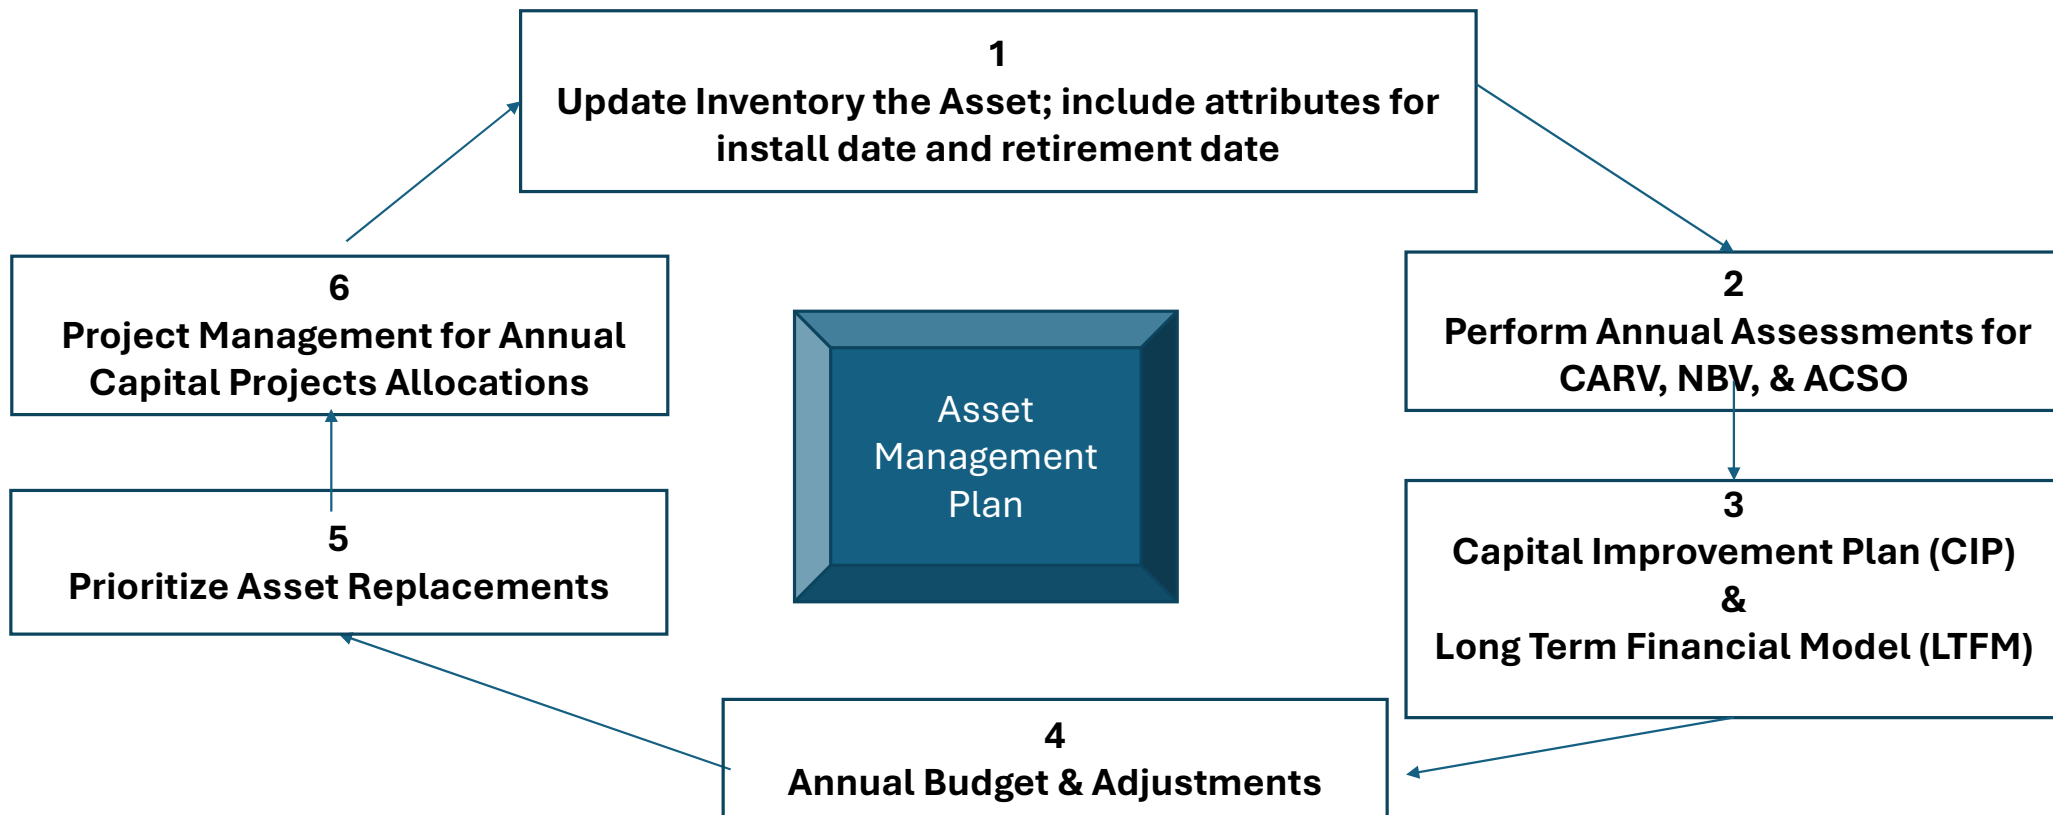 1
Update Inventory the Asset; include attributes for
install date and retirement date
2
Perform Annual Assessments for
CARV, NBV, & ACSO
3
Capital Improvement Plan (CIP)
&
Long Term Financial Model (LTFM)
4
Annual Budget & Adjustments
5
Prioritize Asset Replacements
6
Project Management for Annual
Capital Projects Allocations
Asset
Management
Plan